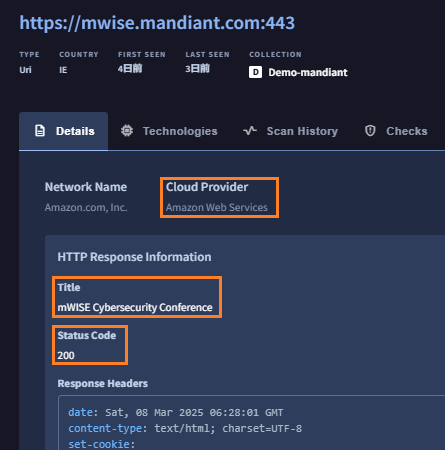 https://mwise.mandiant.com:443
TYPE COUNTRY FIRST SEEN LAST SEEN COLLECTION
Uri IE 4日前 3日前 D Demo-mandiant
Details Technologies Scan History Checks
Network Name Cloud Provider
Amazon.com, Inc. Amazon Web Services
HTTP Response Information
Title
mWISE Cybersecurity Conference
Status Code
200
Response Headers
date: Sat, 08 Mar 2025 06:28:01 GMT
content-type: text/html; charset=UTF-8
set-cookie: